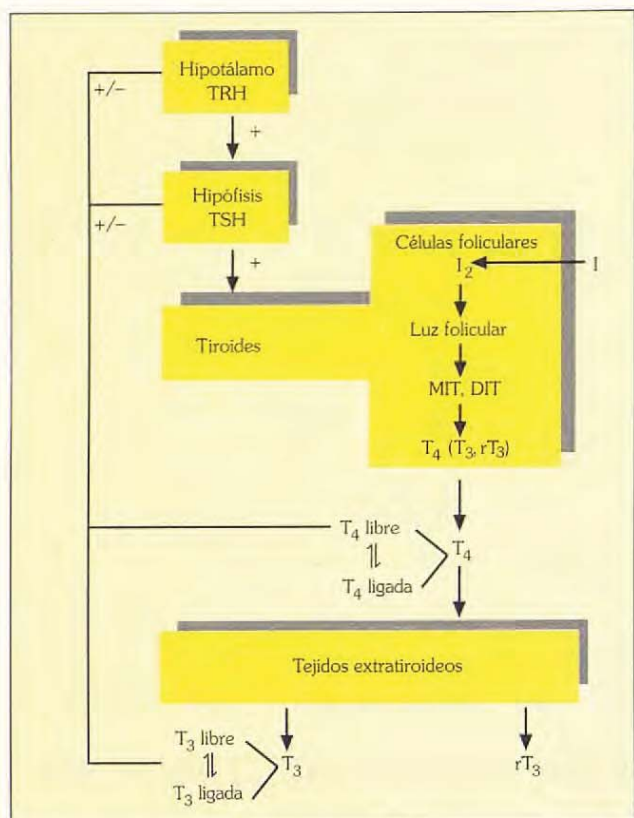 Hipotálamo
TRH
+/−
+
Hipófisis
TSH
+/−
+
Células foliculares
I₂
I
Luz folicular
Tiroides
MIT, DIT
T₄ (T₃, rT₃)
T₄ libre
⇅
T₄
T₄ ligada
Tejidos extratiroideos
T₃ libre
⇅
T₃
rT₃
T₃ ligada